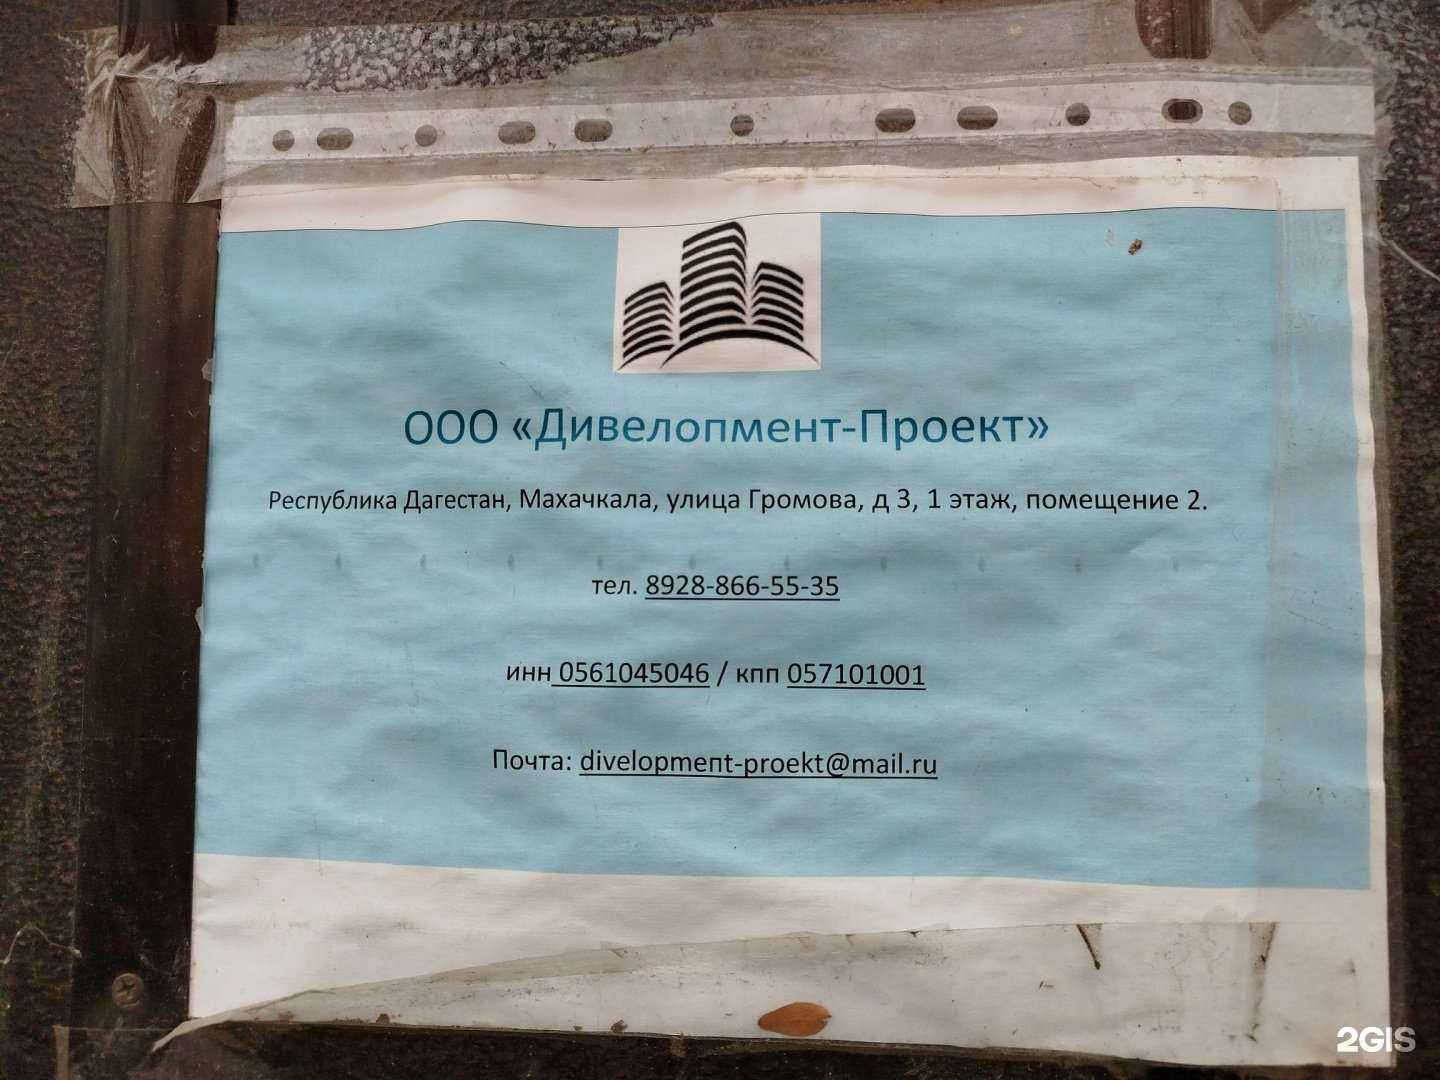 ООО «Дивелопмент-Проект»
Республика Дагестан, Махачкала, улица Громова, д 3, 1 этаж, помещение 2.
тел. 8928-866-55-35
инн 0561045046 / кпп 057101001
Почта: divelopment-proekt@mail.ru
2GIS